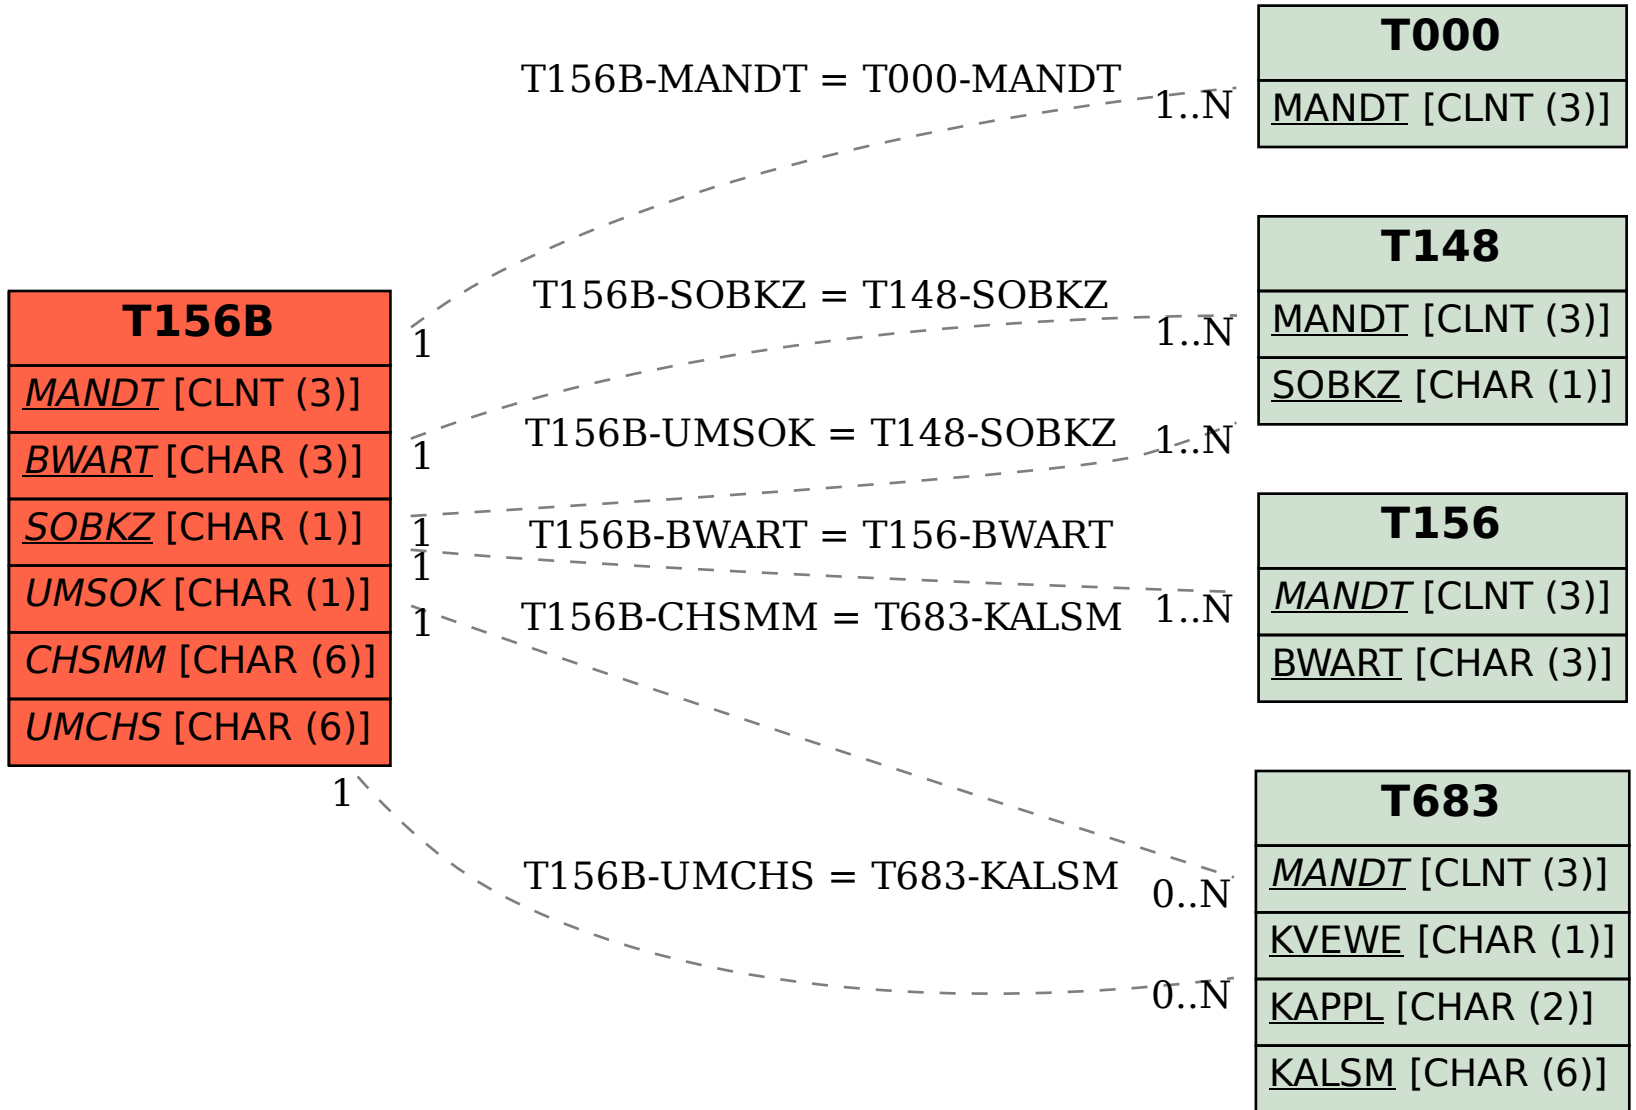 T156B
MANDT [CLNT (3)]
BWART [CHAR (3)]
SOBKZ [CHAR (1)]
UMSOK [CHAR (1)]
CHSMM [CHAR (6)]
UMCHS [CHAR (6)]
T156B-MANDT = T000-MANDT
1
1..N
T156B-SOBKZ = T148-SOBKZ
1
1..N
T156B-UMSOK = T148-SOBKZ
1
1..N
T156B-BWART = T156-BWART
1
1..N
T156B-CHSMM = T683-KALSM
1
0..N
T156B-UMCHS = T683-KALSM
1
0..N
T000
MANDT [CLNT (3)]
T148
MANDT [CLNT (3)]
SOBKZ [CHAR (1)]
T156
MANDT [CLNT (3)]
BWART [CHAR (3)]
T683
MANDT [CLNT (3)]
KVEWE [CHAR (1)]
KAPPL [CHAR (2)]
KALSM [CHAR (6)]